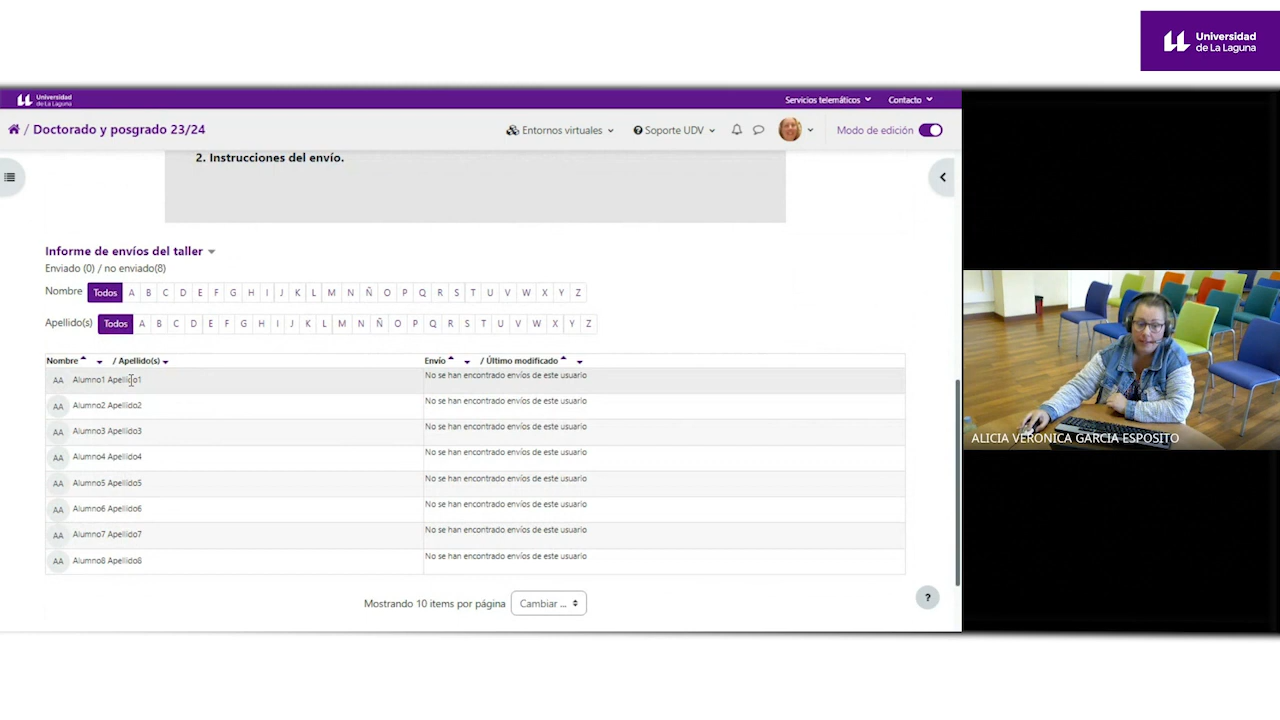 Universidad
de La Laguna
Universidad
de La Laguna
Servicios telemáticos
Contacto
/ Doctorado y posgrado 23/24
Entornos virtuales
Soporte UDV
Modo de edición
2. Instrucciones del envío.
Informe de envíos del taller
Enviado (0) / no enviado(8)
Nombre Todos A B C D E F G H I J K L M N Ñ O P Q R S T U V W X Y Z
Apellido(s) Todos A B C D E F G H I J K L M N Ñ O P Q R S T U V W X Y Z
Nombre / Apellido(s) Envío / Último modificado
AA Alumno1 Apellido1 No se han encontrado envíos de este usuario
AA Alumno2 Apellido2 No se han encontrado envíos de este usuario
AA Alumno3 Apellido3 No se han encontrado envíos de este usuario
AA Alumno4 Apellido4 No se han encontrado envíos de este usuario
AA Alumno5 Apellido5 No se han encontrado envíos de este usuario
AA Alumno6 Apellido6 No se han encontrado envíos de este usuario
AA Alumno7 Apellido7 No se han encontrado envíos de este usuario
AA Alumno8 Apellido8 No se han encontrado envíos de este usuario
Mostrando 10 items por página Cambiar ...
?
ALICIA VERONICA GARCIA ESPOSITO